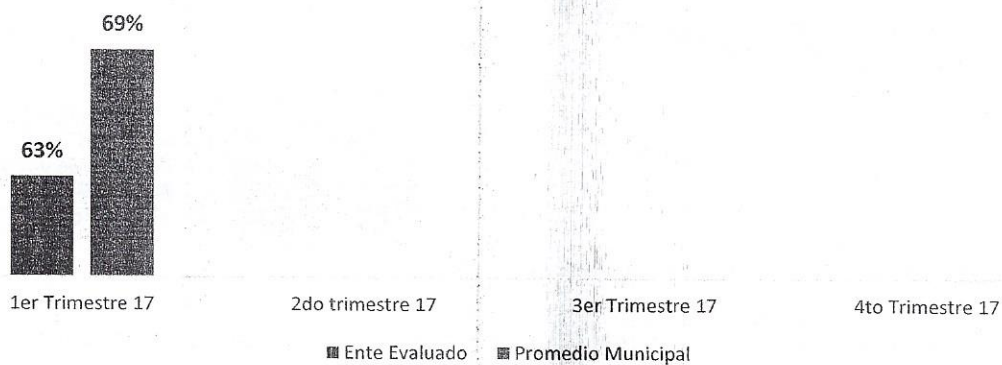 69%
63%
1er Trimestre 17 2do trimestre 17 3er Trimestre 17 4to Trimestre 17
Ente Evaluado Promedio Municipal